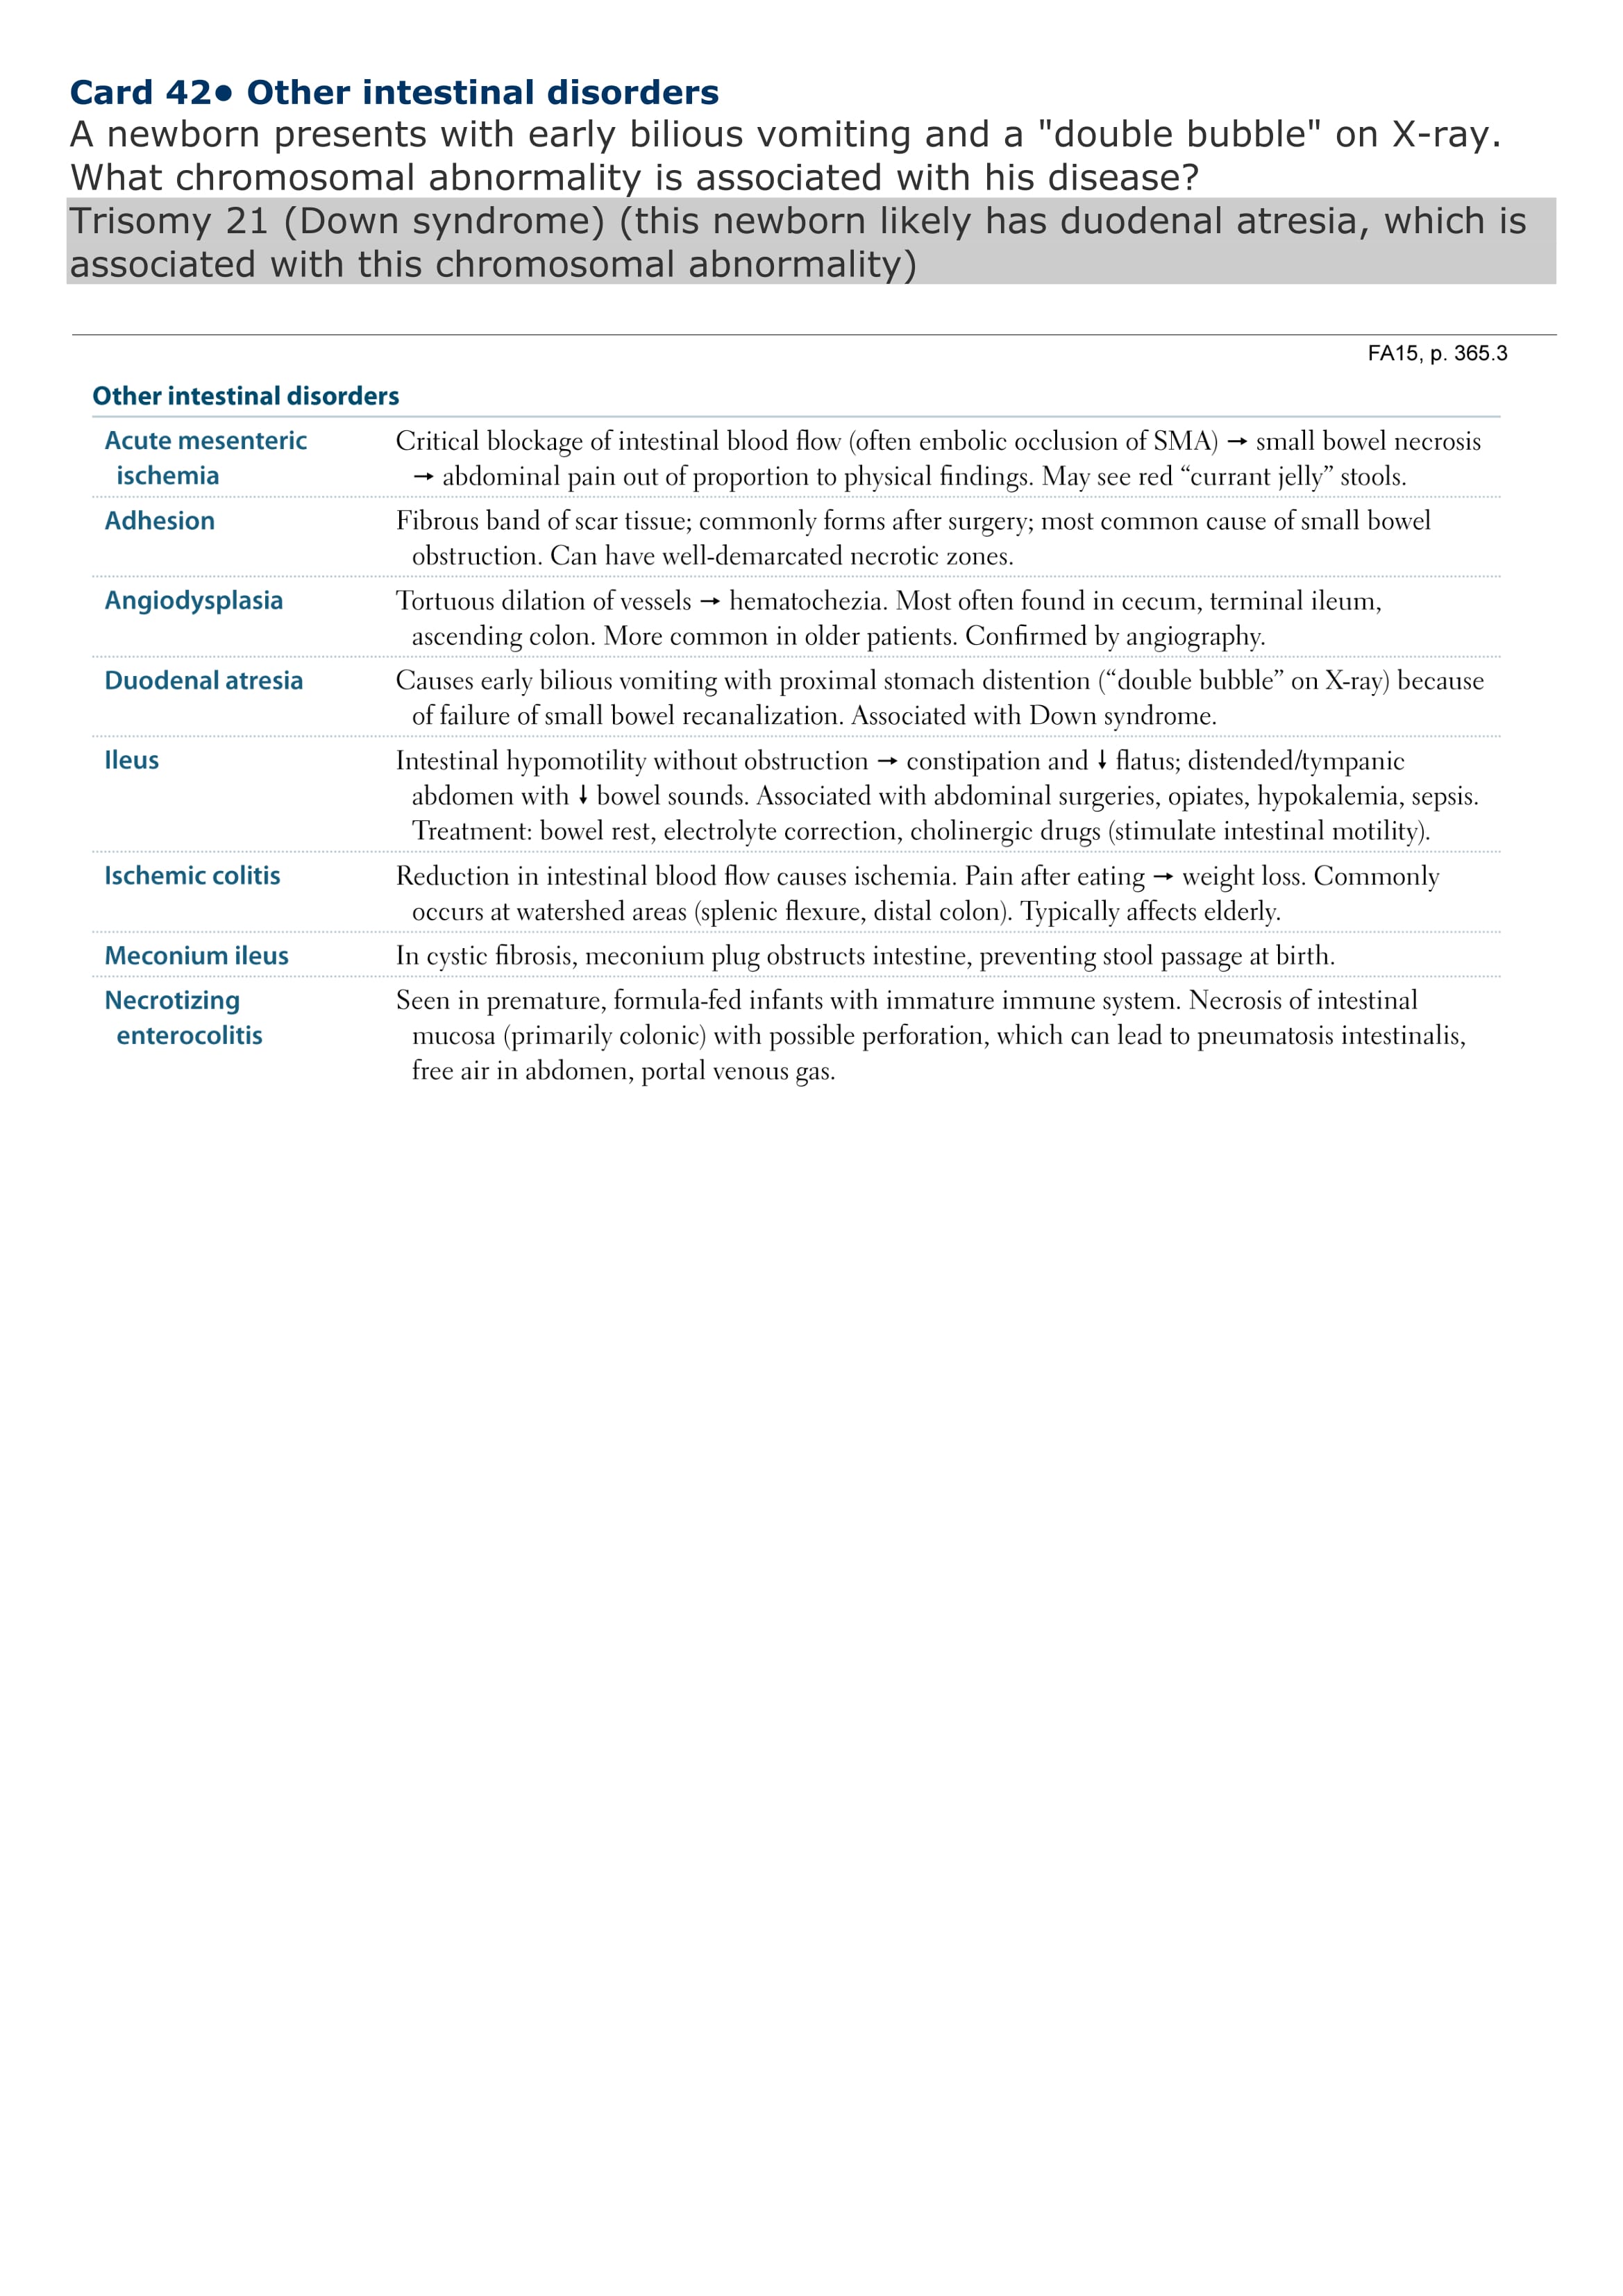 Card 42● Other intestinal disorders
A newborn presents with early bilious vomiting and a "double bubble" on X-ray.
What chromosomal abnormality is associated with his disease?
Trisomy 21 (Down syndrome) (this newborn likely has duodenal atresia, which is
associated with this chromosomal abnormality)
FA15, p. 365.3
Other intestinal disorders
Acute mesenteric
ischemia
Critical blockage of intestinal blood flow (often embolic occlusion of SMA) → small bowel necrosis
→ abdominal pain out of proportion to physical findings. May see red “currant jelly” stools.
Adhesion
Fibrous band of scar tissue; commonly forms after surgery; most common cause of small bowel
obstruction. Can have well-demarcated necrotic zones.
Angiodysplasia
Tortuous dilation of vessels → hematochezia. Most often found in cecum, terminal ileum,
ascending colon. More common in older patients. Confirmed by angiography.
Duodenal atresia
Causes early bilious vomiting with proximal stomach distention (“double bubble” on X-ray) because
of failure of small bowel recanalization. Associated with Down syndrome.
Ileus
Intestinal hypomotility without obstruction → constipation and ↓ flatus; distended/tympanic
abdomen with ↓ bowel sounds. Associated with abdominal surgeries, opiates, hypokalemia, sepsis.
Treatment: bowel rest, electrolyte correction, cholinergic drugs (stimulate intestinal motility).
Ischemic colitis
Reduction in intestinal blood flow causes ischemia. Pain after eating → weight loss. Commonly
occurs at watershed areas (splenic flexure, distal colon). Typically affects elderly.
Meconium ileus
In cystic fibrosis, meconium plug obstructs intestine, preventing stool passage at birth.
Necrotizing
enterocolitis
Seen in premature, formula-fed infants with immature immune system. Necrosis of intestinal
mucosa (primarily colonic) with possible perforation, which can lead to pneumatosis intestinalis,
free air in abdomen, portal venous gas.